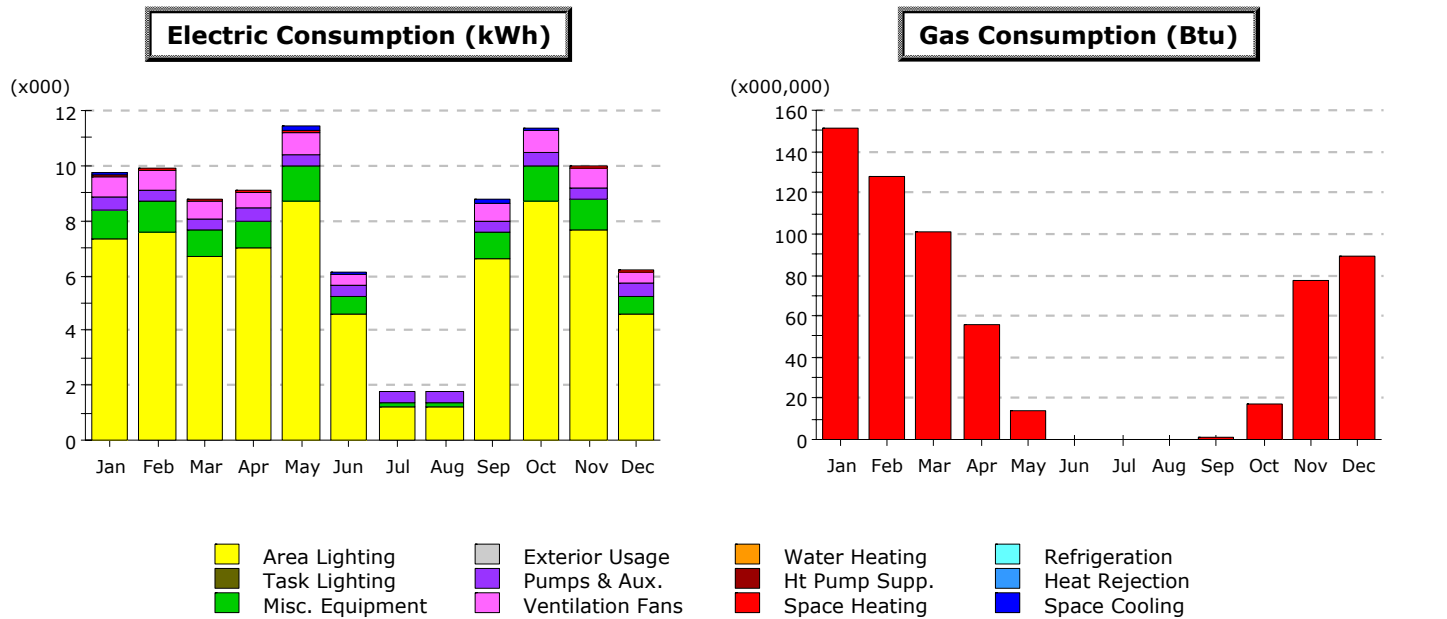 Electric Consumption (kWh)
Gas Consumption (Btu)
(x000)
12
10
8
6
4
2
0
Jan Feb Mar Apr May Jun Jul Aug Sep Oct Nov Dec
(x000,000)
160
140
120
100
80
60
40
20
0
Jan Feb Mar Apr May Jun Jul Aug Sep Oct Nov Dec
Area Lighting
Task Lighting
Misc. Equipment
Exterior Usage
Pumps & Aux.
Ventilation Fans
Water Heating
Ht Pump Supp.
Space Heating
Refrigeration
Heat Rejection
Space Cooling